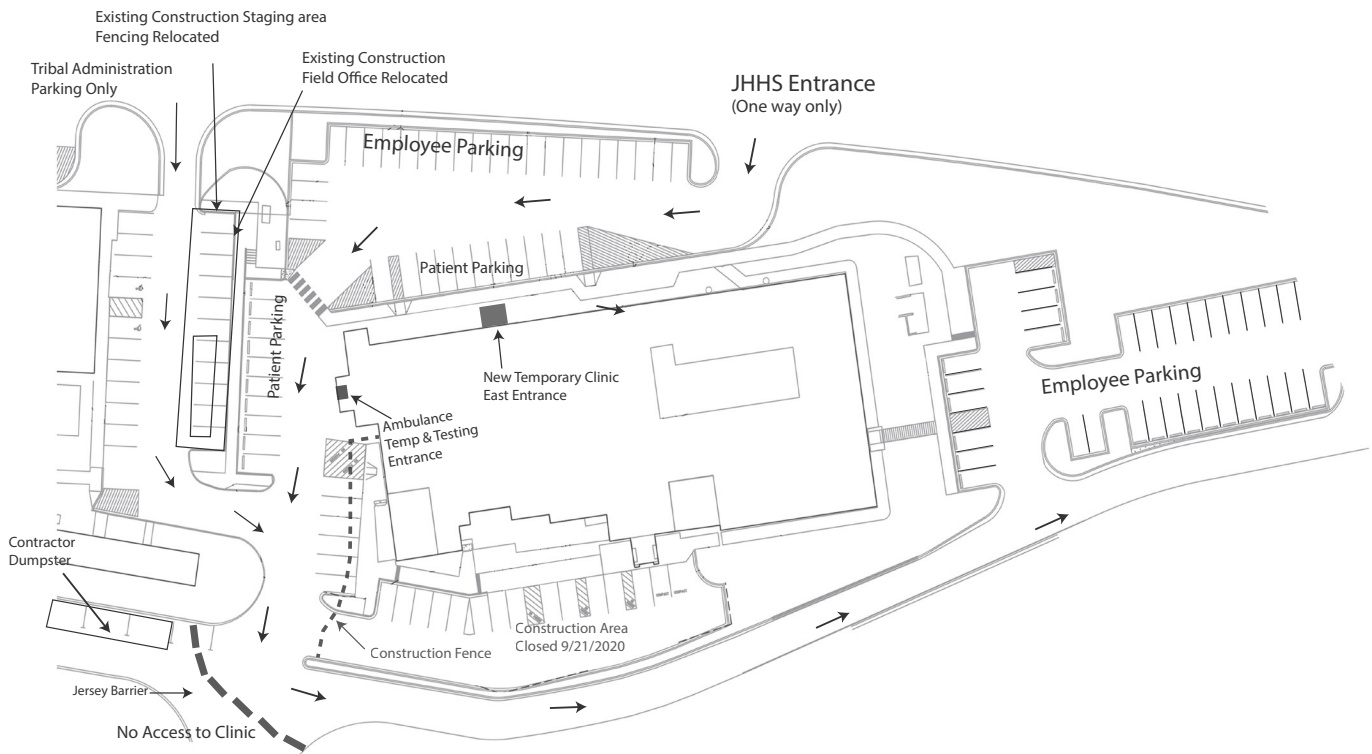 Existing Construction Staging area
Fencing Relocated
Existing Construction
Field Office Relocated
Tribal Administration
Parking Only
JHHS Entrance
(One way only)
Employee Parking
Patient Parking
Patient Parking
New Temporary Clinic
East Entrance
Employee Parking
Ambulance
Temp & Testing
Entrance
Contractor
Dumpster
Construction Area
Closed 9/21/2020
Construction Fence
Jersey Barrier
No Access to Clinic